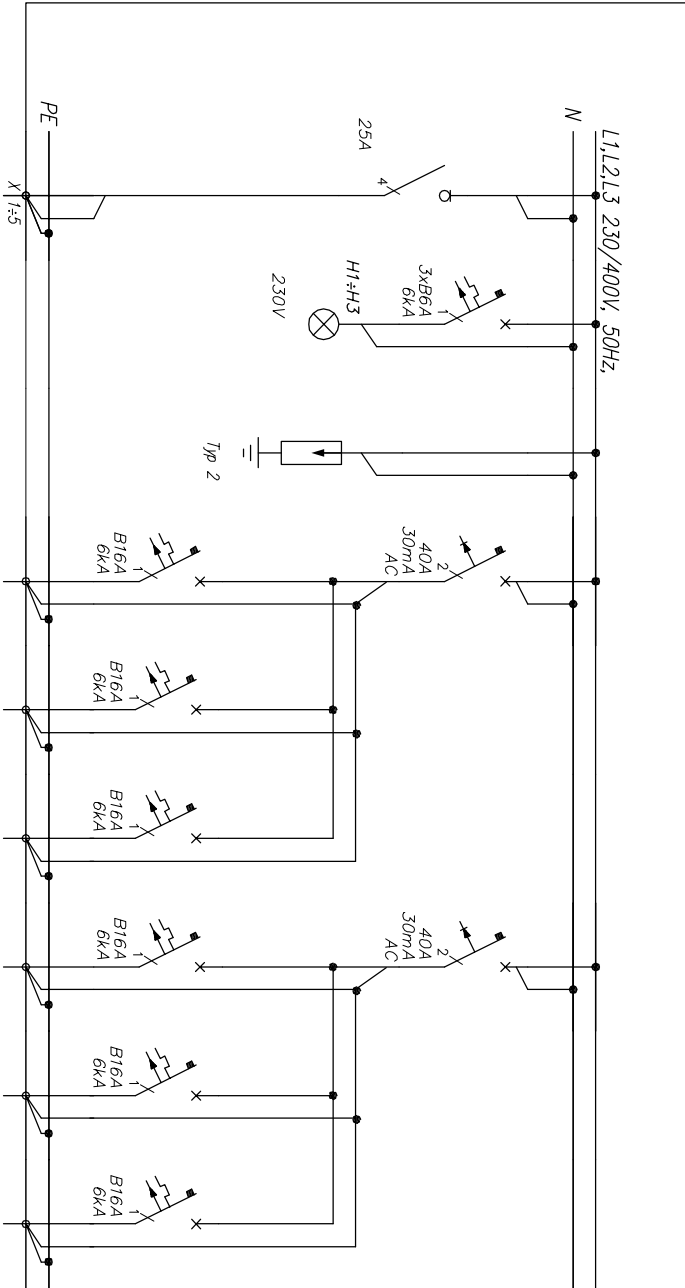 L1,L2,L3 230/400V, 50Hz,
N
PE
X 1÷5
25A
4
3xB6A
6kA
1
H1÷H3
230V
Typ 2
40A
30mA
AC
2
B16A
6kA
1
B16A
6kA
1
B16A
6kA
1
40A
30mA
AC
2
B16A
6kA
1
B16A
6kA
1
B16A
6kA
1